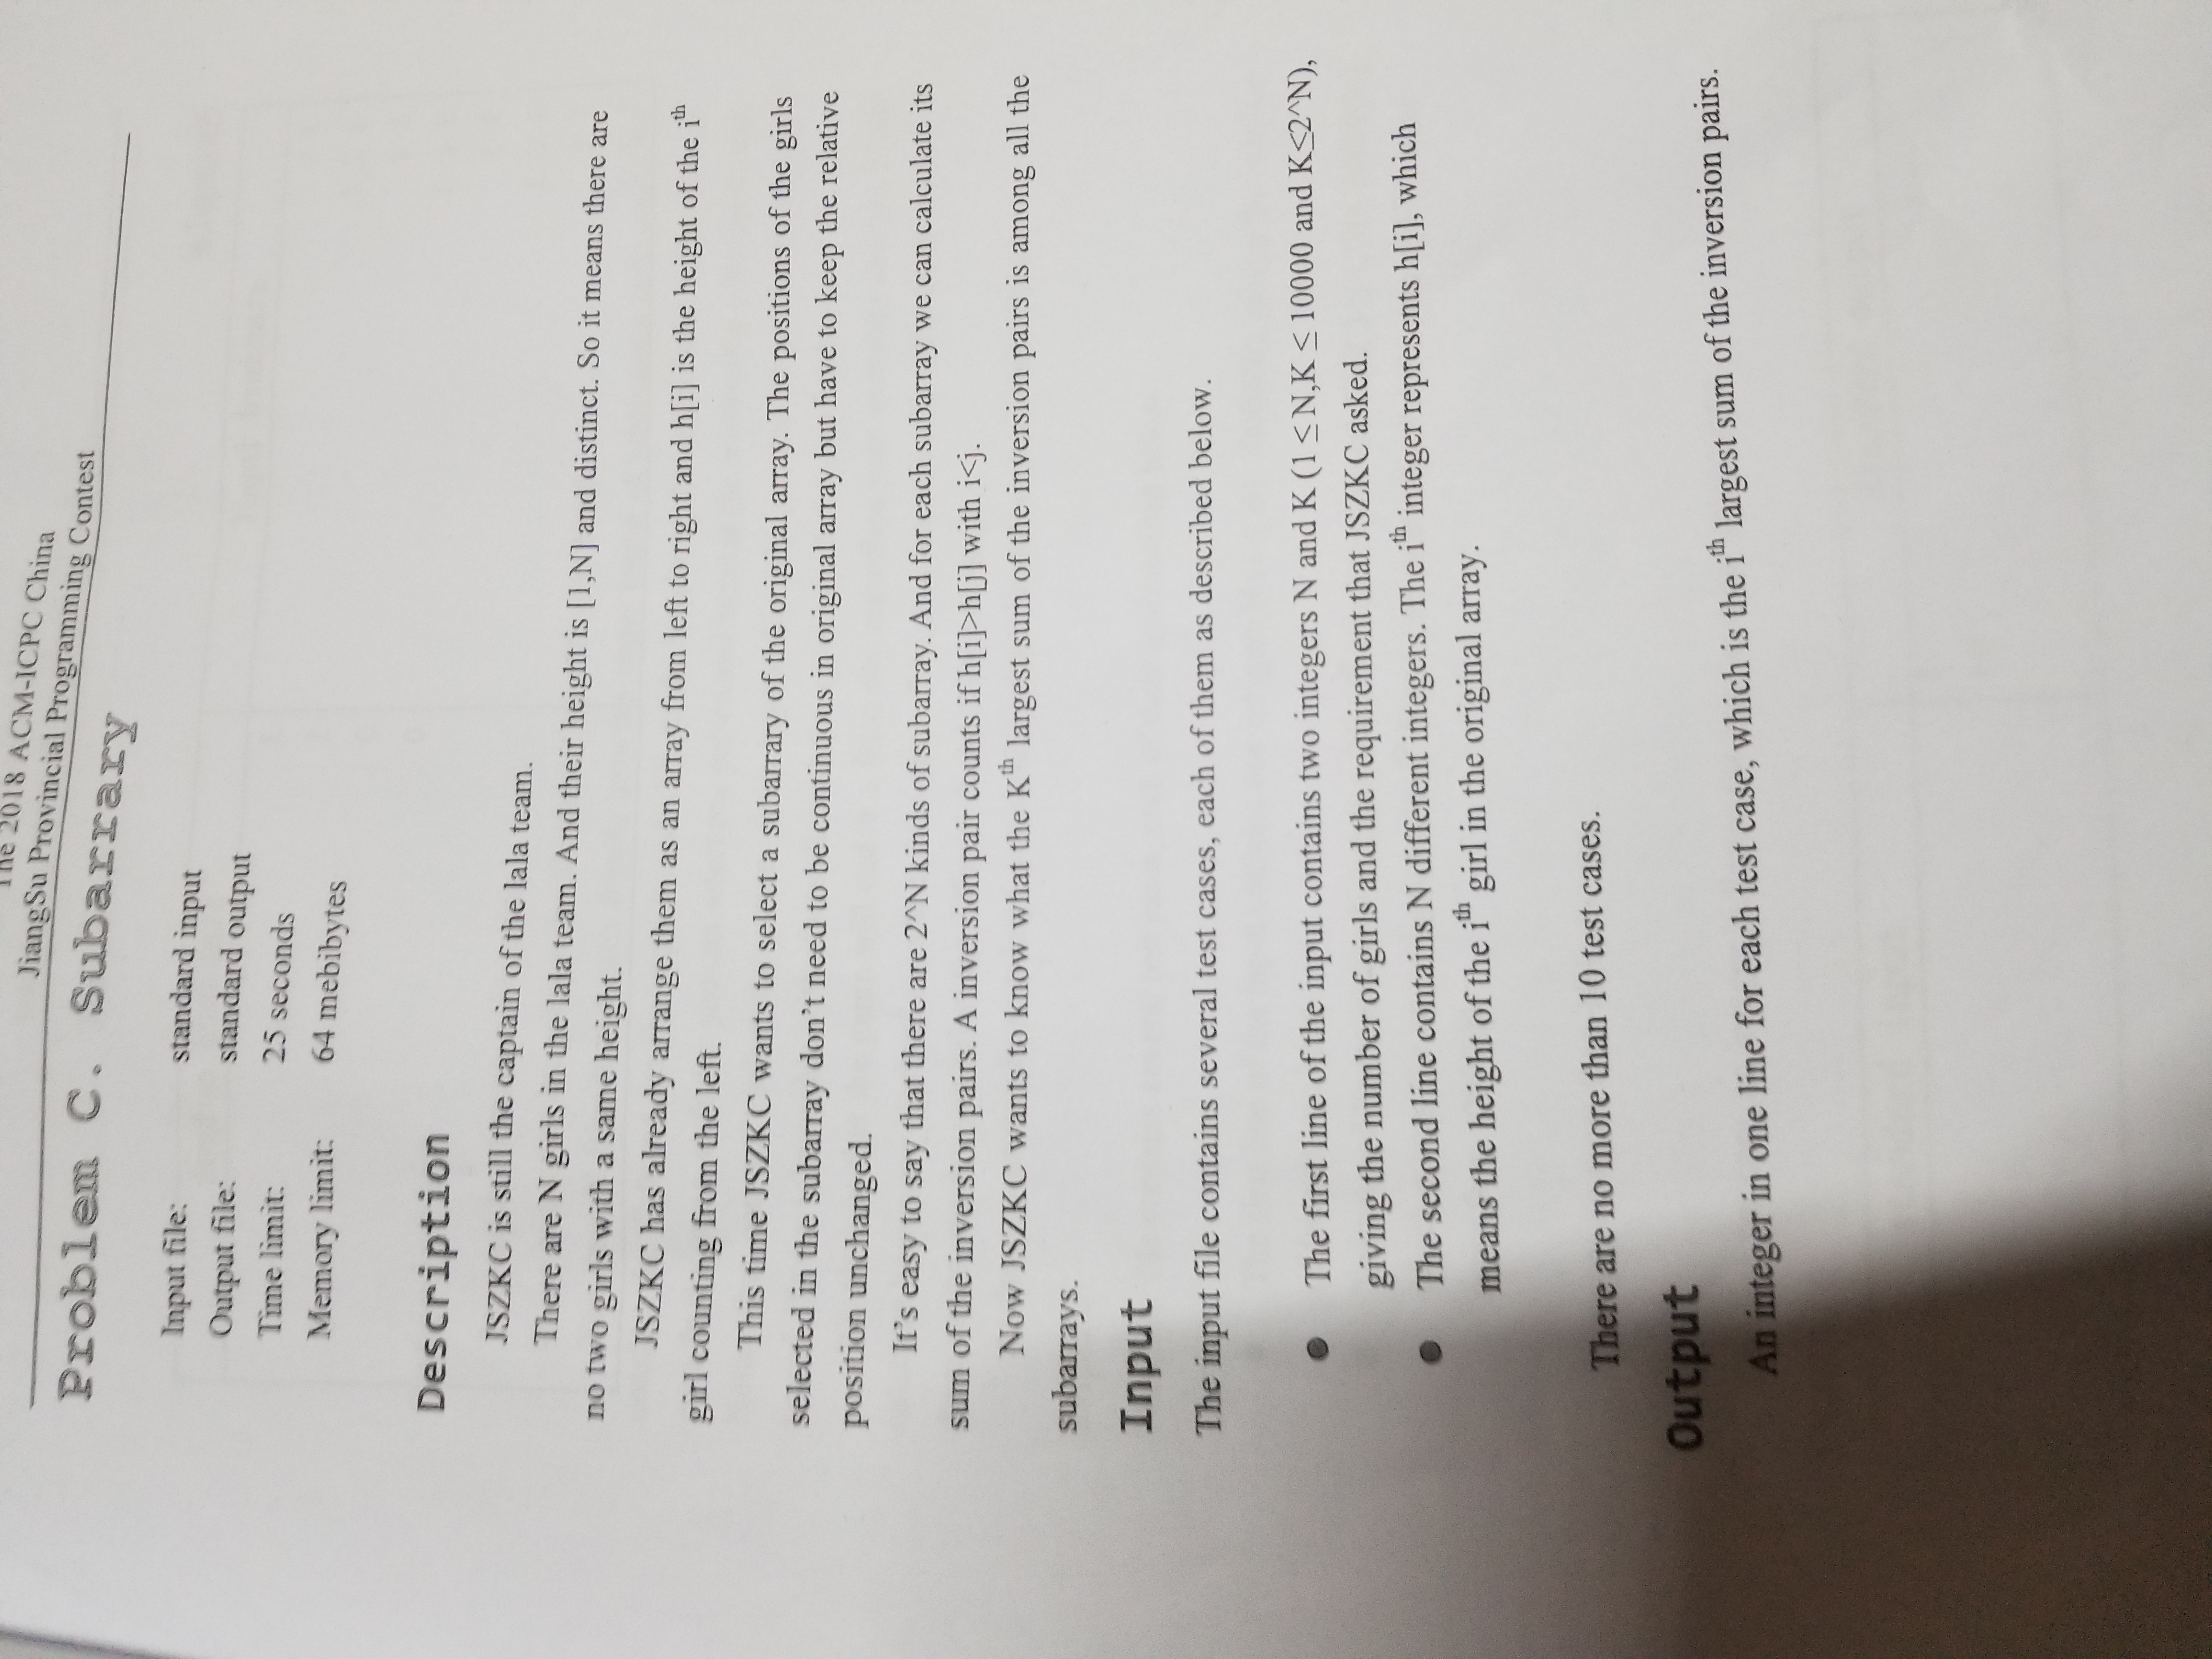 The 2018 ACM-ICPC China
JiangSu Provincial Programming Contest
Problem C. Subarrary
Input file: standard input
Output file: standard output
Time limit: 25 seconds
Memory limit: 64 mebibytes
Description
JSZKC is still the captain of the lala team.
There are N girls in the lala team. And their height is [1,N] and distinct. So it means there are
no two girls with a same height.
JSZKC has already arrange them as an array from left to right and h[i] is the height of the ith
girl counting from the left.
This time JSZKC wants to select a subarrary of the original array. The positions of the girls
selected in the subarray don't need to be continuous in original array but have to keep the relative
position unchanged.
It's easy to say that there are 2^N kinds of subarray. And for each subarray we can calculate its
sum of the inversion pairs. A inversion pair counts if h[i]>h[j] with i<j.
Now JSZKC wants to know what the Kth largest sum of the inversion pairs is among all the
subarrays.
Input
The input file contains several test cases, each of them as described below.
● The first line of the input contains two integers N and K (1 ≤ N,K ≤ 10000 and K≤2^N),
giving the number of girls and the requirement that JSZKC asked.
● The second line contains N different integers. The ith integer represents h[i], which
means the height of the ith girl in the original array.
There are no more than 10 test cases.
Output
An integer in one line for each test case, which is the ith largest sum of the inversion pairs.